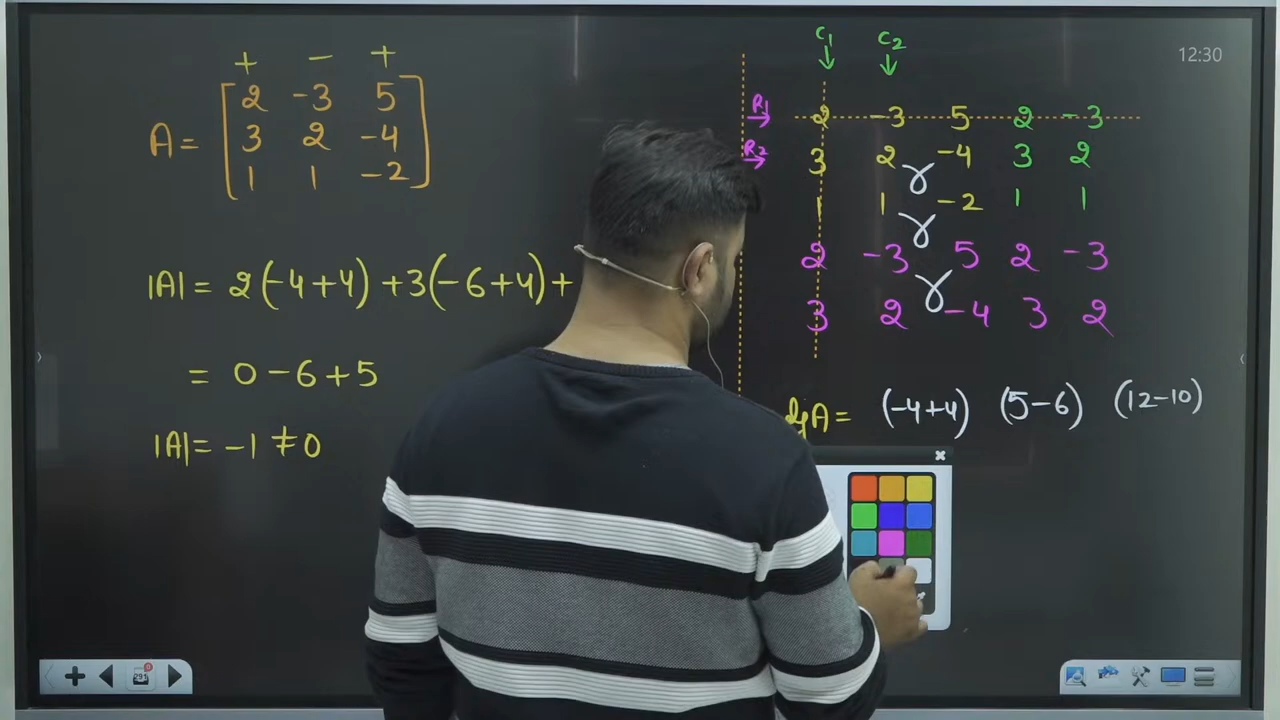 + − +
A = [ 2 −3 5
3 2 −4
1 1 −2 ]
|A| = 2(−4+4) +3(−6+4)+
= 0−6+5
|A| = −1 ≠ 0
12:30
C1 C2
R1 2 −3 5 2 −3
R2 3 2 −4 3 2
1 1 −2 1 1
2 −3 5 2 −3
3 2 −4 3 2
A = (−4+4) (5−6) (12−10)